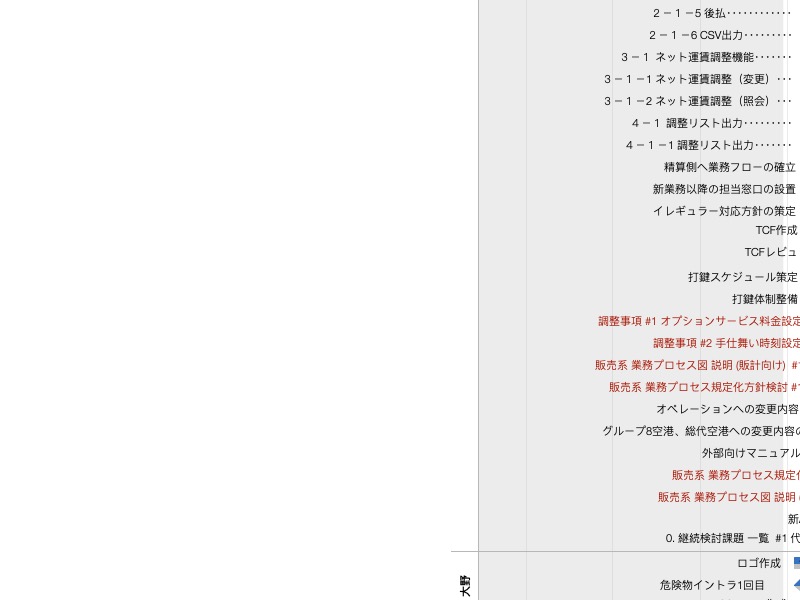 ２－１－５ 後払････････････
２－１－６ CSV出力･････････
３－１ ネット運賃調整機能･･･････
３－１－１ ネット運賃調整（変更）･･･
３－１－２ ネット運賃調整（照会）･･･
４－１ 調整リスト出力･････････
４－１－１ 調整リスト出力･･･････
精算側へ業務フローの確立
新業務以降の担当窓口の設置
イレギュラー対応方針の策定
TCF作成
TCFレビュ
打鍵スケジュール策定
打鍵体制整備
調整事項 #1 オプションサービス料金設定
調整事項 #2 手仕舞い時刻設定
販売系 業務プロセス図 説明 (販計向け) #1
販売系 業務プロセス規定化方針検討 #1
オペレーションへの変更内容
グループ8空港、総代空港への変更内容の
外部向けマニュアル
販売系 業務プロセス規定化
販売系 業務プロセス図 説明 (
新
0. 継続検討課題 一覧 #1 代
ロゴ作成
大野
危険物イントラ1回目